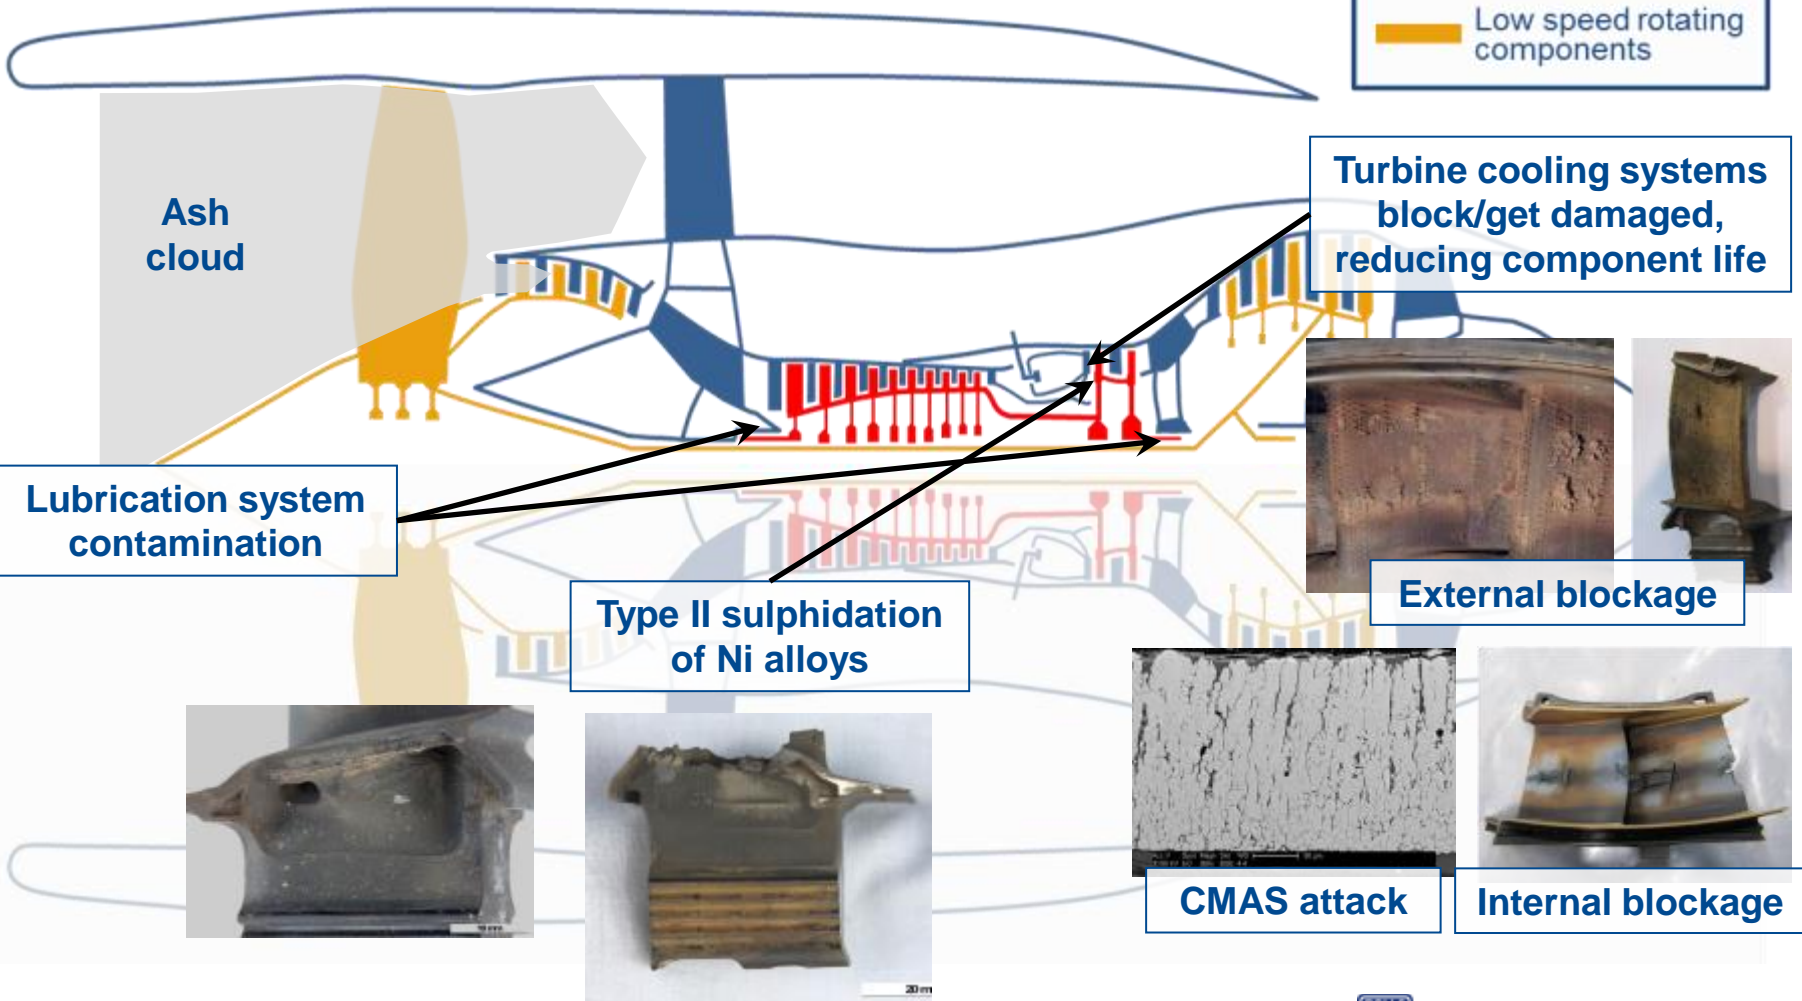 Low speed rotating
components
Ash
cloud
Turbine cooling systems
block/get damaged,
reducing component life
Lubrication system
contamination
Type II sulphidation
of Ni alloys
External blockage
CMAS attack
Internal blockage